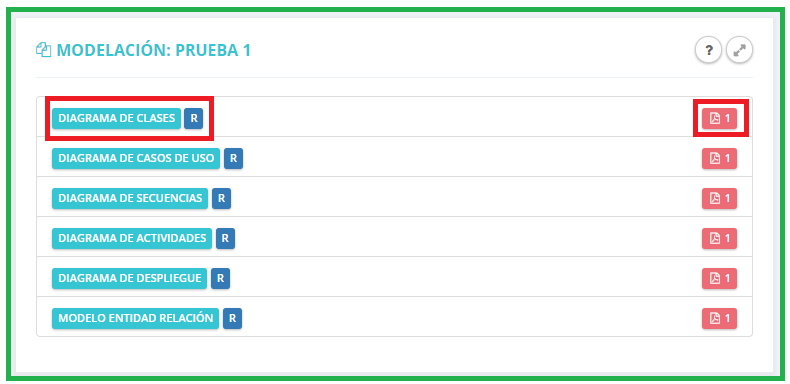 MODELACIÓN: PRUEBA 1 ?
DIAGRAMA DE CLASES R 1
DIAGRAMA DE CASOS DE USO R 1
DIAGRAMA DE SECUENCIAS R 1
DIAGRAMA DE ACTIVIDADES R 1
DIAGRAMA DE DESPLIEGUE R 1
MODELO ENTIDAD RELACIÓN R 1